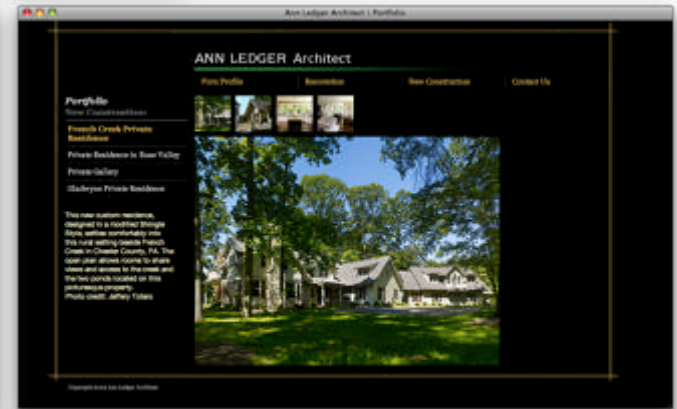 Ann Ledger Architect | Portfolio
ANN LEDGER Architect
Firm Profile
Renovation
New Construction
Contact Us
Portfolio
New Constructions
French Creek Private
Residence
Private Residence in Rose Valley
Private Gallery
Gladwyne Private Residence
This new custom residence,
designed in a modified Shingle
Style, settles comfortably into
this rural setting beside French
Creek in Chester County, PA. The
open plan allows rooms to share
views and access to the creek and
the two ponds located on this
picturesque property.
Photo credit: Jeffery Totaro